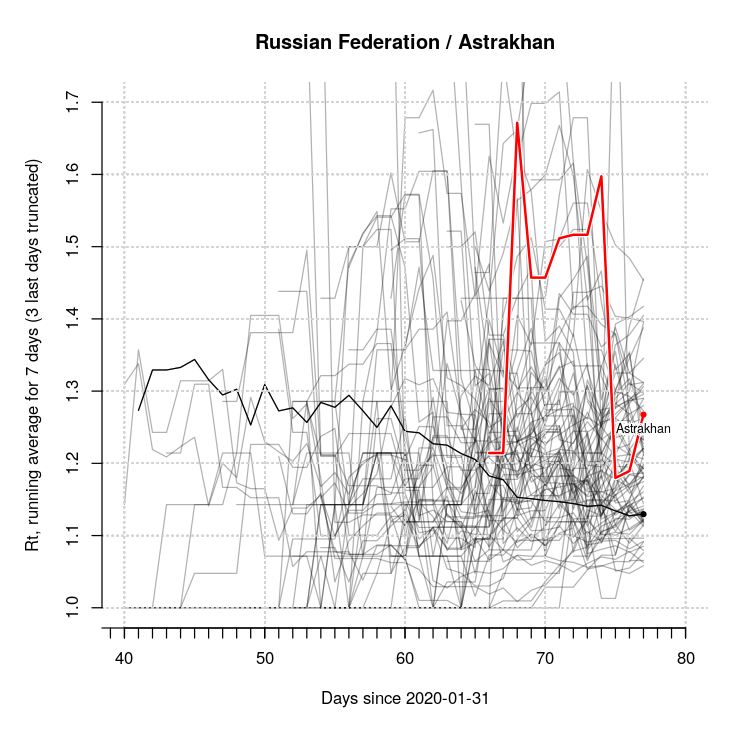 Russian Federation / Astrakhan
Rt, running average for 7 days (3 last days truncated)
1.7
1.6
1.5
1.4
1.3
1.2
1.1
1.0
Astrakhan
40 50 60 70 80
Days since 2020-01-31